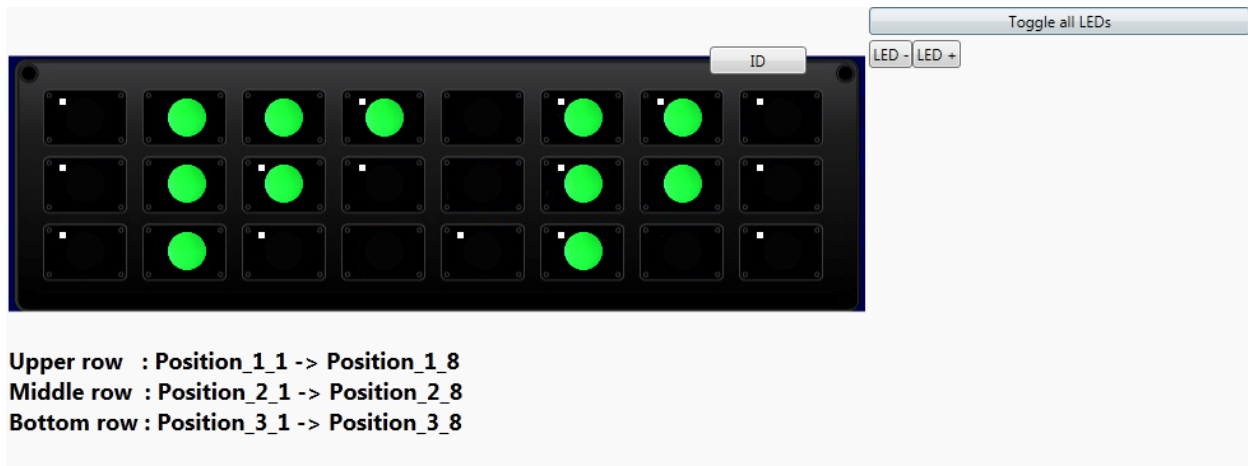 Toggle all LEDs
ID
LED - LED +
Upper row : Position_1_1 -> Position_1_8
Middle row : Position_2_1 -> Position_2_8
Bottom row : Position_3_1 -> Position_3_8